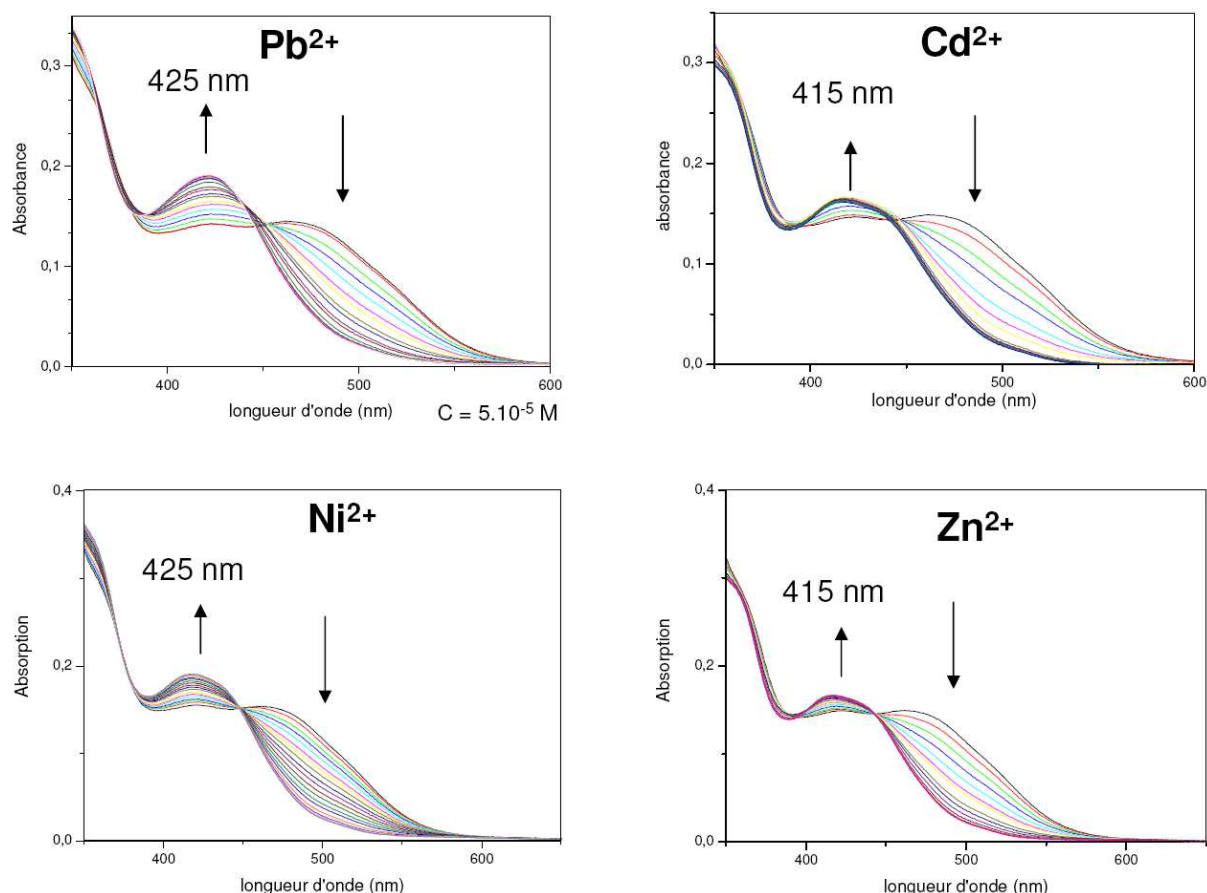 Pb²⁺
425 nm
0,3
0,2
0,1
0,0
Absorbance
400
500
600
longueur d'onde (nm)
C = 5.10⁻⁵ M
Cd²⁺
415 nm
0,3
0,2
0,1
0,0
absorbance
400
500
600
longueur d'onde (nm)
Ni²⁺
425 nm
0,4
0,2
0,0
Absorption
400
500
600
longueur d'onde (nm)
Zn²⁺
415 nm
0,4
0,2
0,0
Absorption
400
500
600
longueur d'onde (nm)